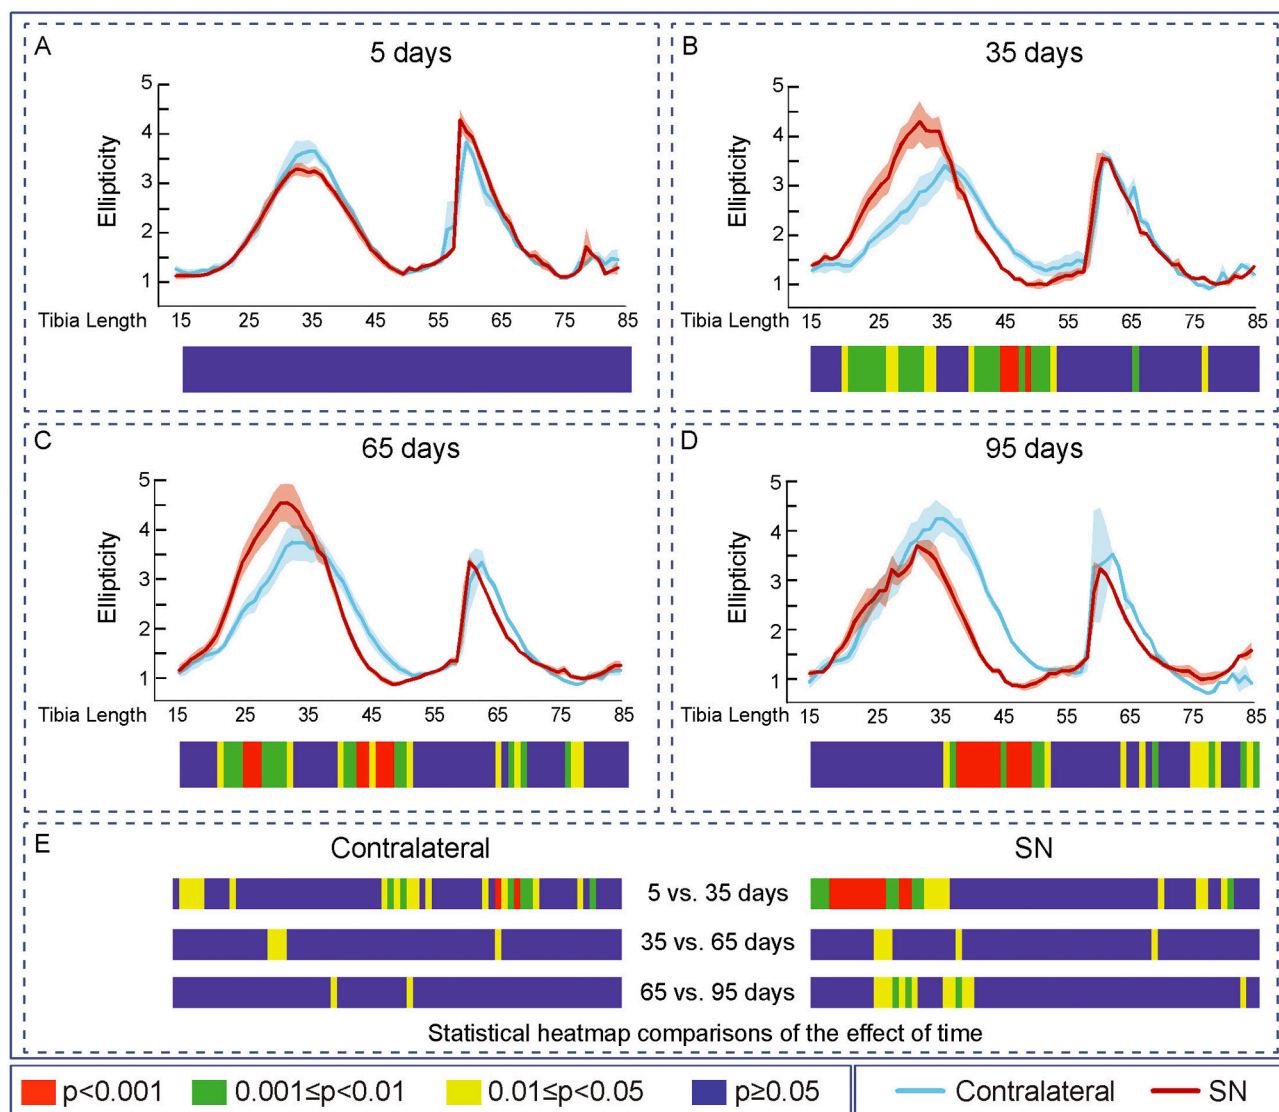 A
5 days
5
4
3
2
1
Ellipticity
Tibia Length 15 25 35 45 55 65 75 85
B
35 days
5
4
3
2
1
Ellipticity
Tibia Length 15 25 35 45 55 65 75 85
C
65 days
5
4
3
2
1
Ellipticity
Tibia Length 15 25 35 45 55 65 75 85
D
95 days
5
4
3
2
1
Ellipticity
Tibia Length 15 25 35 45 55 65 75 85
E
Contralateral SN
5 vs. 35 days
35 vs. 65 days
65 vs. 95 days
Statistical heatmap comparisons of the effect of time
p<0.001 0.001≤p<0.01 0.01≤p<0.05 p≥0.05 Contralateral SN